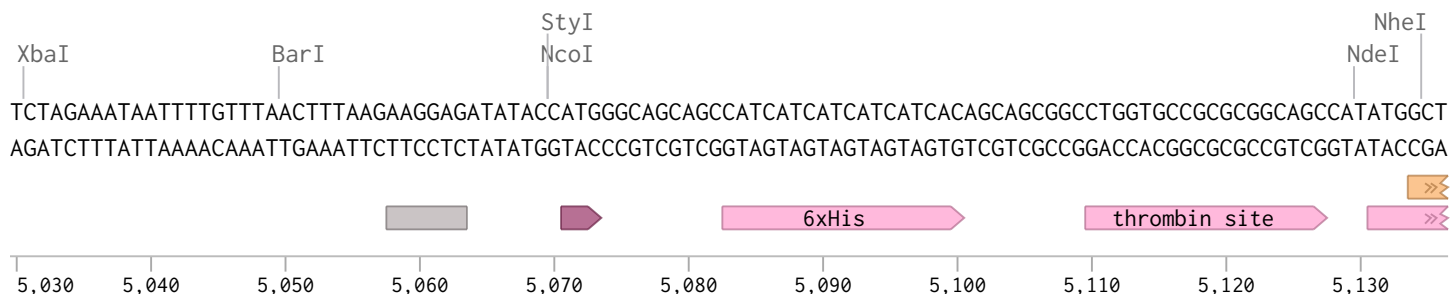 StyI NheI
XbaI BarI NcoI NdeI
TCTAGAAATAATTTTGTTTAACTTTAAGAAGGAGATATACCATGGGCAGCAGCCATCATCATCATCATCACAGCAGCGGCCTGGTGCCGCGCGGCAGCCATATGGCT
AGATCTTTATTAAAACAAATTGAAATTCTTCCTCTATATGGTACCCGTCGTCGGTAGTAGTAGTAGTAGTGTCGTCGCCGGACCACGGCGCGCCGTCGGTATACCGA
6xHis thrombin site
5,030 5,040 5,050 5,060 5,070 5,080 5,090 5,100 5,110 5,120 5,130